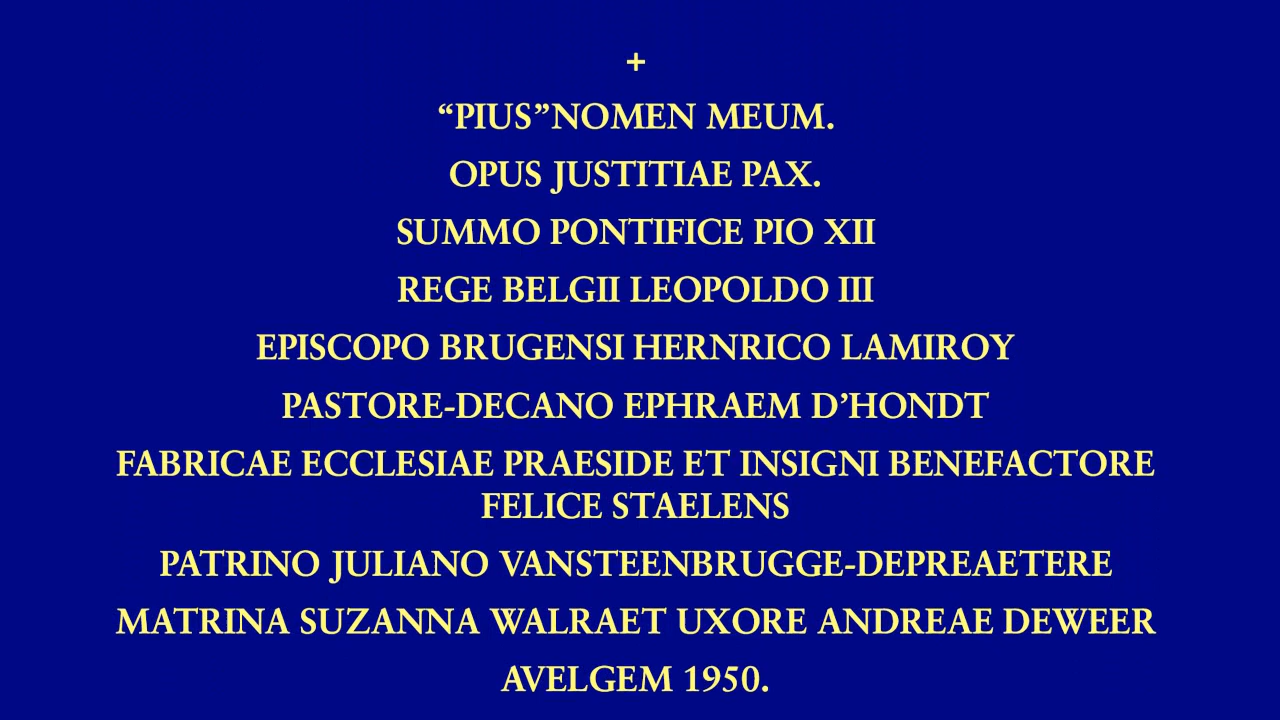 +
“PIUS”NOMEN MEUM.
OPUS JUSTITIAE PAX.
SUMMO PONTIFICE PIO XII
REGE BELGII LEOPOLDO III
EPISCOPO BRUGENSI HERNRICO LAMIROY
PASTORE-DECANO EPHRAEM D’HONDT
FABRICAE ECCLESIAE PRAESIDE ET INSIGNI BENEFACTORE
FELICE STAELENS
PATRINO JULIANO VANSTEENBRUGGE-DEPREAETERE
MATRINA SUZANNA WALRAET UXORE ANDREAE DEWEER
AVELGEM 1950.